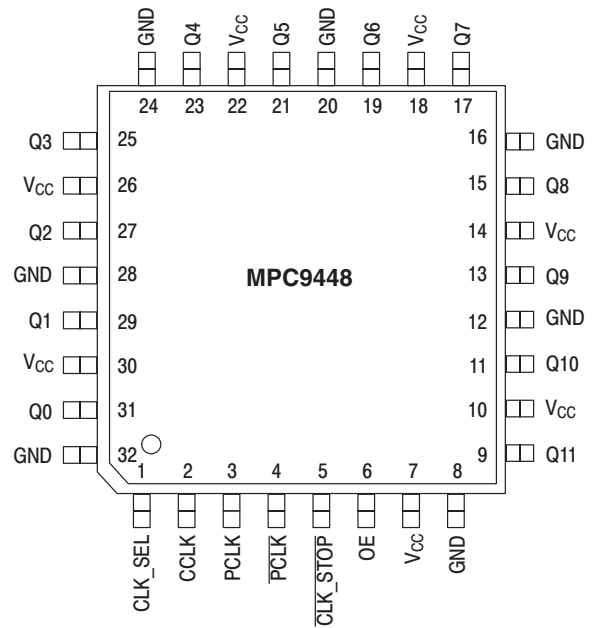 GND Q4 VCC Q5 GND Q6 VCC Q7
24 23 22 21 20 19 18 17
Q3 25 16 GND
VCC 26 15 Q8
Q2 27 14 VCC
GND 28 MPC9448 13 Q9
Q1 29 12 GND
VCC 30 11 Q10
Q0 31 10 VCC
GND 32 9 Q11
1 2 3 4 5 6 7 8
CLK_SEL CCLK PCLK P̅C̅L̅K̅ C̅L̅K̅_̅S̅T̅O̅P̅ OE VCC GND